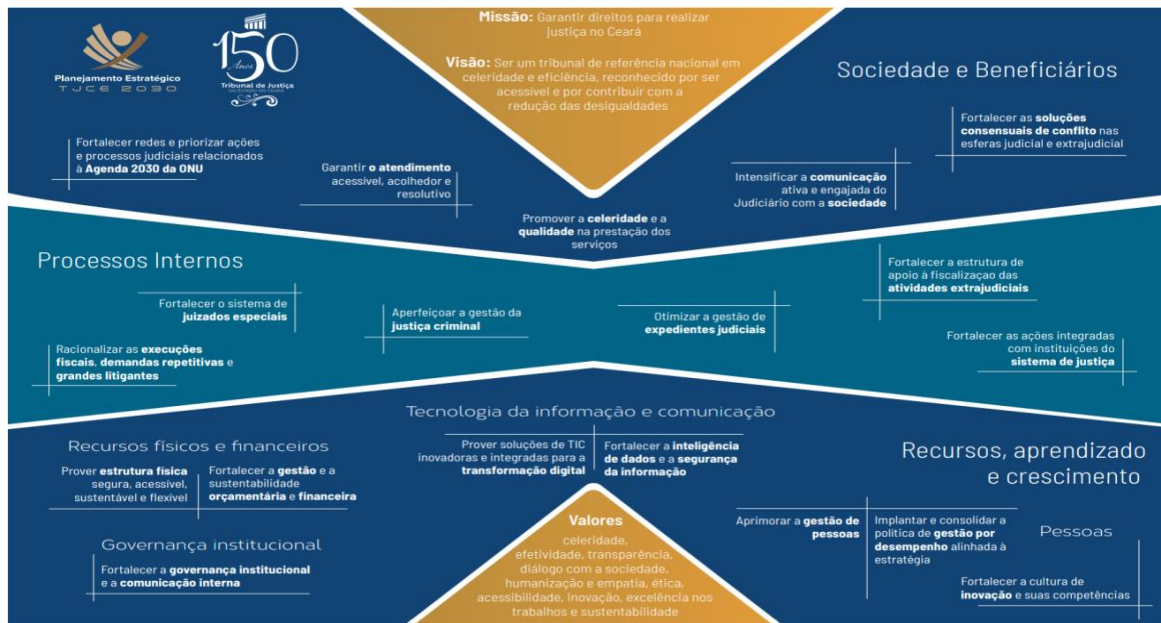 Missão: Garantir direitos para realizar
justiça no Ceará
Visão: Ser um tribunal de referência nacional em
celeridade e eficiência, reconhecido por ser
acessível e por contribuir com a
redução das desigualdades
Planejamento Estratégico
TJCE 2030
150
Anos
Tribunal de Justiça
DO ESTADO DO CEARÁ
Sociedade e Beneficiários
Fortalecer redes e priorizar ações
e processos judiciais relacionados
à Agenda 2030 da ONU
Garantir o atendimento
acessível, acolhedor e
resolutivo
Promover a celeridade e a
qualidade na prestação dos
serviços
Intensificar a comunicação
ativa e engajada do
Judiciário com a sociedade
Fortalecer as soluções
consensuais de conflito nas
esferas judicial e extrajudicial
Processos Internos
Fortalecer o sistema de
juizados especiais
Racionalizar as execuções
fiscais, demandas repetitivas e
grandes litigantes
Aperfeiçoar a gestão da
justiça criminal
Otimizar a gestão de
expedientes judiciais
Fortalecer a estrutura de
apoio à fiscalizaçao das
atividades extrajudiciais
Fortalecer as ações integradas
com instituições do
sistema de justiça
Tecnologia da informação e comunicação
Prover soluções de TIC
inovadoras e integradas para a
transformação digital
Fortalecer a inteligência
de dados e a segurança
da informação
Recursos físicos e financeiros
Prover estrutura física
segura, acessível,
sustentável e flexível
Fortalecer a gestão e a
sustentabilidade
orçamentária e financeira
Governança institucional
Fortalecer a governança institucional
e a comunicação interna
Valores
celeridade,
efetividade, transparência,
diálogo com a sociedade,
humanização e empatia, ética,
acessibilidade, inovação, excelência nos
trabalhos e sustentabilidade
Recursos, aprendizado
e crescimento
Aprimorar a gestão de
pessoas
Implantar e consolidar a
política de gestão por
desempenho alinhada à
estratégia
Pessoas
Fortalecer a cultura de
inovação e suas competências